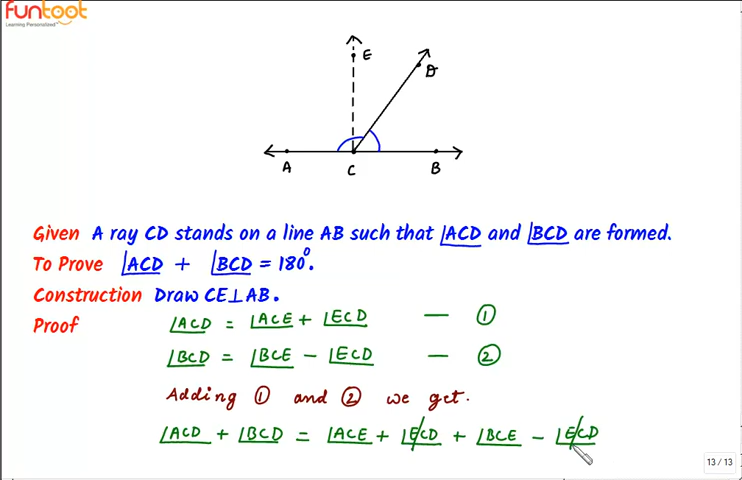 funtoot
Learning Personalized
E
D
A
C
B
Given A ray CD stands on a line AB such that ∠ACD and ∠BCD are formed.
To Prove ∠ACD + ∠BCD = 180°.
Construction Draw CE⊥AB.
Proof ∠ACD = ∠ACE + ∠ECD — ①
∠BCD = ∠BCE − ∠ECD — ②
Adding ① and ② we get.
∠ACD + ∠BCD = ∠ACE + ∠ECD + ∠BCE − ∠ECD
13 / 13